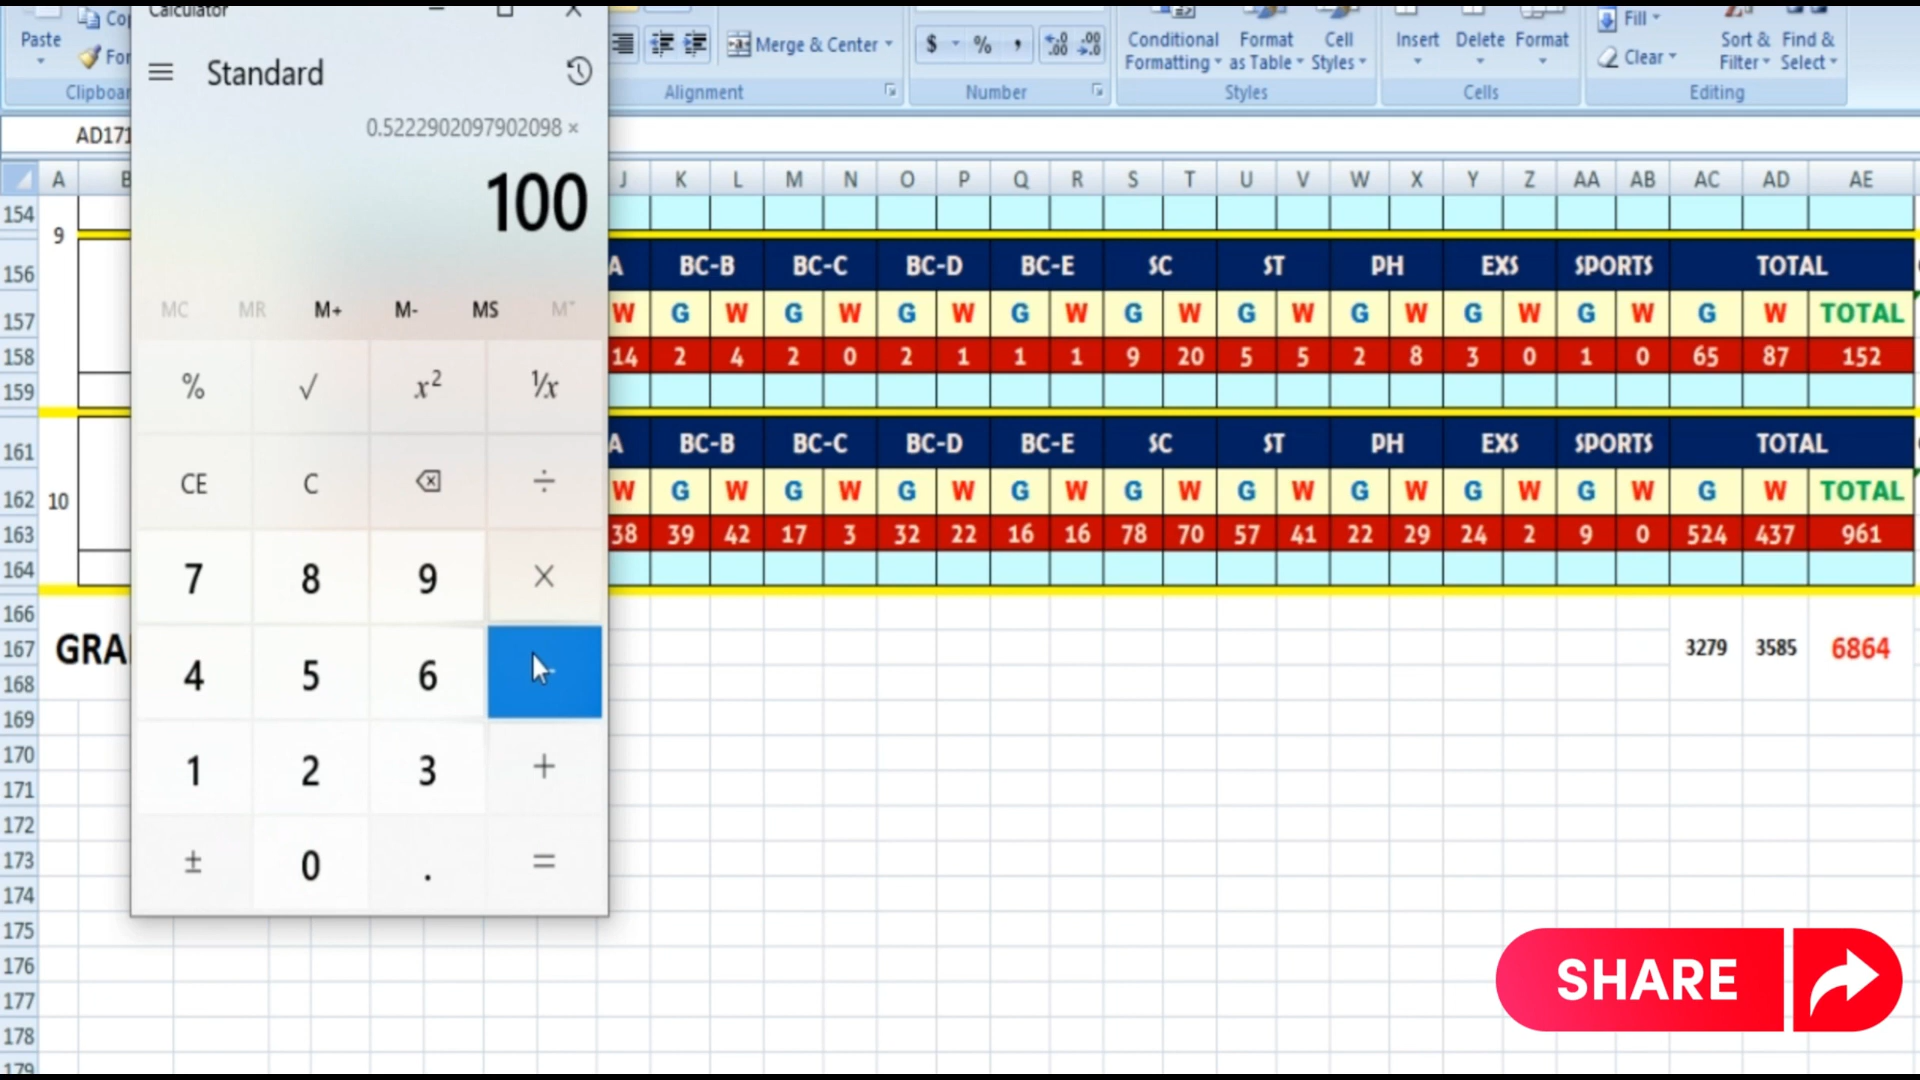 Calculator
Paste
Merge & Center
$ % ,
Conditional Formatting
Format as Table
Cell Styles
Insert
Delete
Format
Fill
Clear
Sort & Filter
Find & Select
Alignment
Number
Styles
Cells
Editing
Standard
0.5222902097902098 ×
100
MC MR M+ M- MS
% √ x² ¹/x
CE C ÷
7 8 9 ×
4 5 6
1 2 3 +
± 0 . =
AD171
A B J K L M N O P Q R S T U V W X Y Z AA AB AC AD AE
154
9
156 A BC-B BC-C BC-D BC-E SC ST PH EXS SPORTS TOTAL
157 W G W G W G W G W G W G W G W G W G W G W TOTAL
158 14 2 4 2 0 2 1 1 1 9 20 5 5 2 8 3 0 1 0 65 87 152
159
161 A BC-B BC-C BC-D BC-E SC ST PH EXS SPORTS TOTAL
162 10 W G W G W G W G W G W G W G W G W G W G W TOTAL
163 38 39 42 17 3 32 22 16 16 78 70 57 41 22 29 24 2 9 0 524 437 961
164
166
167 GRA 3279 3585 6864
168
169
170
171
172
173
174
175
176
177
178
179
SHARE